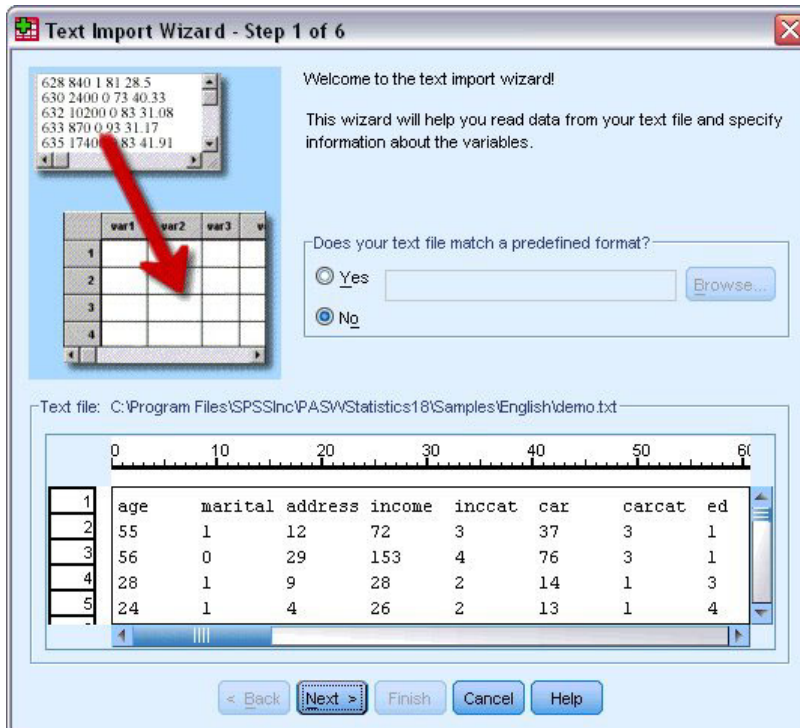 Text Import Wizard - Step 1 of 6
628 840 1 81 28.5
630 2400 0 73 40.33
632 10200 0 83 31.08
633 870 0 93 31.17
635 1740 83 41.91
var1 var2 var3 v
1
2
3
4
Welcome to the text import wizard!
This wizard will help you read data from your text file and specify
information about the variables.
Does your text file match a predefined format?
Yes
Browse...
No
Text file: C:\Program Files\SPSSInc\PASWStatistics18\Samples\English\demo.txt
0 10 20 30 40 50 60
1 age marital address income inccat car carcat ed
2 55 1 12 72 3 37 3 1
3 56 0 29 153 4 76 3 1
4 28 1 9 28 2 14 1 3
5 24 1 4 26 2 13 1 4
< Back Next > Finish Cancel Help